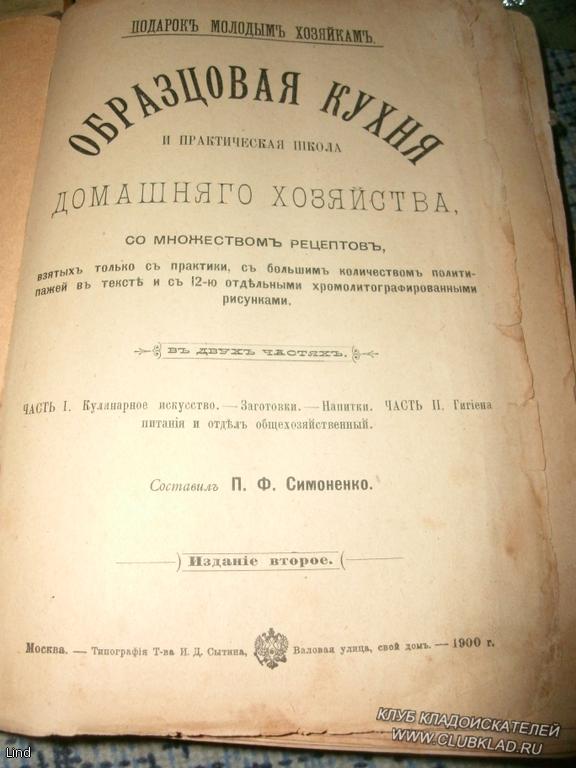 ПОДАРОКЪ МОЛОДЫМЪ ХОЗЯЙКАМЪ.
ОБРАЗЦОВАЯ КУХНЯ
И ПРАКТИЧЕСКАЯ ШКОЛА
ДОМАШНЯГО ХОЗЯЙСТВА,
СО МНОЖЕСТВОМЪ РЕЦЕПТОВЪ,
взятыхъ только съ практики, съ большимъ количествомъ полити-
пажей въ текстѣ и съ 12-ю отдѣльными хромолитографированными
рисунками.
ВЪ ДВУХЪ ЧАСТЯХЪ.
ЧАСТЬ I. Кулинарное искусство. — Заготовки. — Напитки. ЧАСТЬ II. Гигіена
питанія и отдѣлъ общехозяйственный.
Составилъ П. Ф. Симоненко.
Изданіе второе.
Москва. — Типографія Т-ва И. Д. Сытина, Валовая улица, свой домъ. — 1900 г.
КЛУБ КЛАДОИСКАТЕЛЕЙ
WWW.CLUBKLAD.RU
Lind